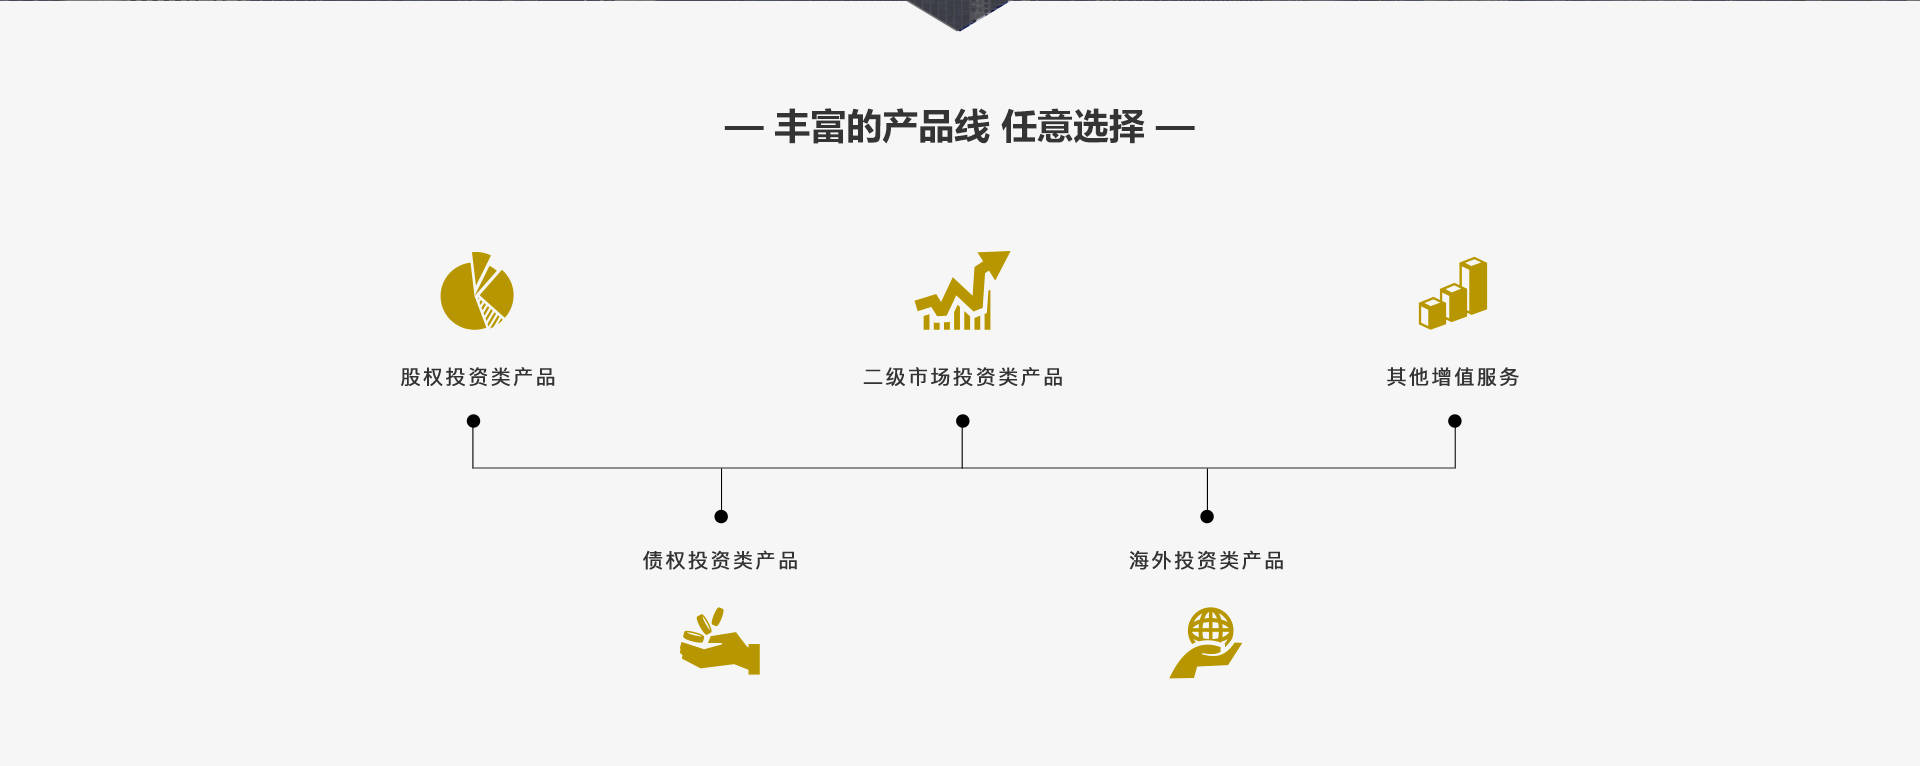 — 丰富的产品线 任意选择 —
股权投资类产品
二级市场投资类产品
其他增值服务
债权投资类产品
海外投资类产品